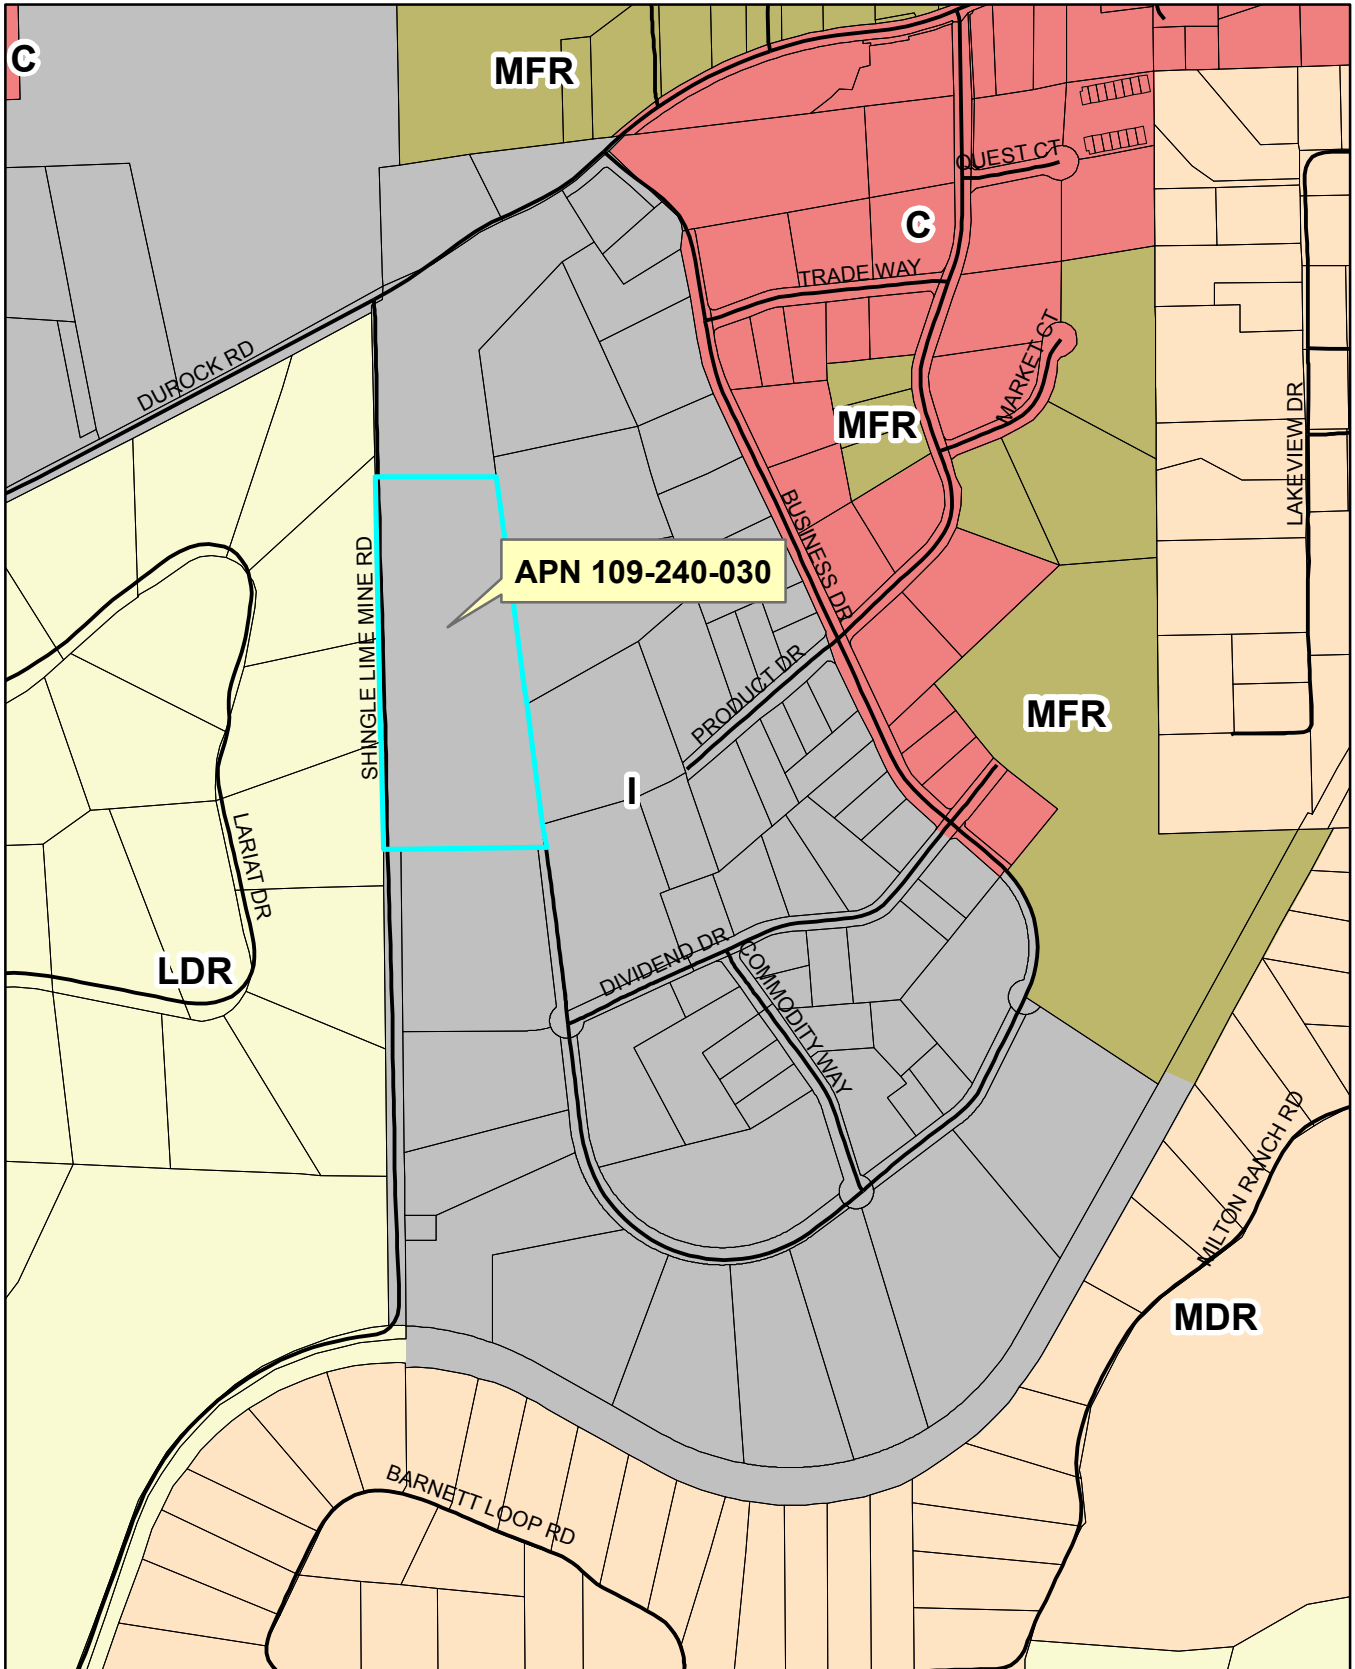 C
MFR
QUEST CT
C
TRADE WAY
MARKET CT
DUROCK RD
MFR
LAKEVIEW DR
BUSINESS DR
SHINGLE LIME MINE RD
APN 109-240-030
PRODUCT DR
MFR
I
LARIAT DR
LDR
DIVIDEND DR
COMMODITY WAY
MILTON RANCH RD
MDR
BARNETT LOOP RD